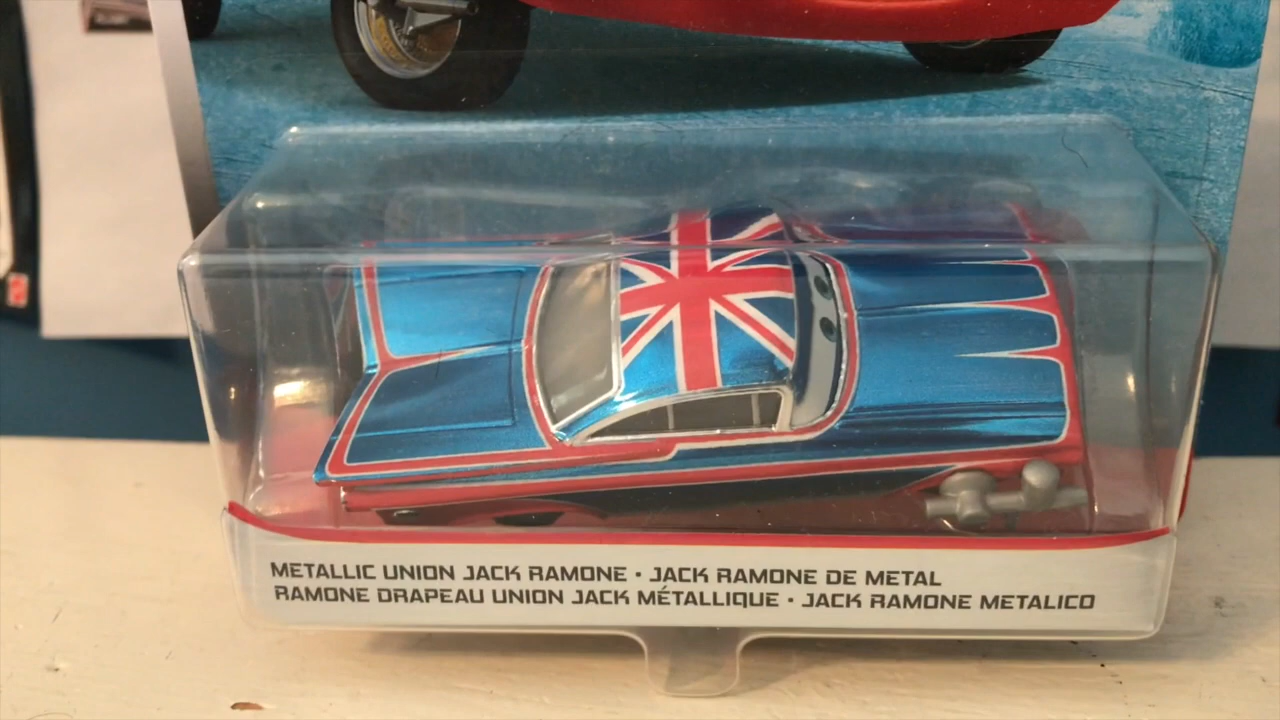 METALLIC UNION JACK RAMONE • JACK RAMONE DE METAL
RAMONE DRAPEAU UNION JACK MÉTALLIQUE • JACK RAMONE METALICO